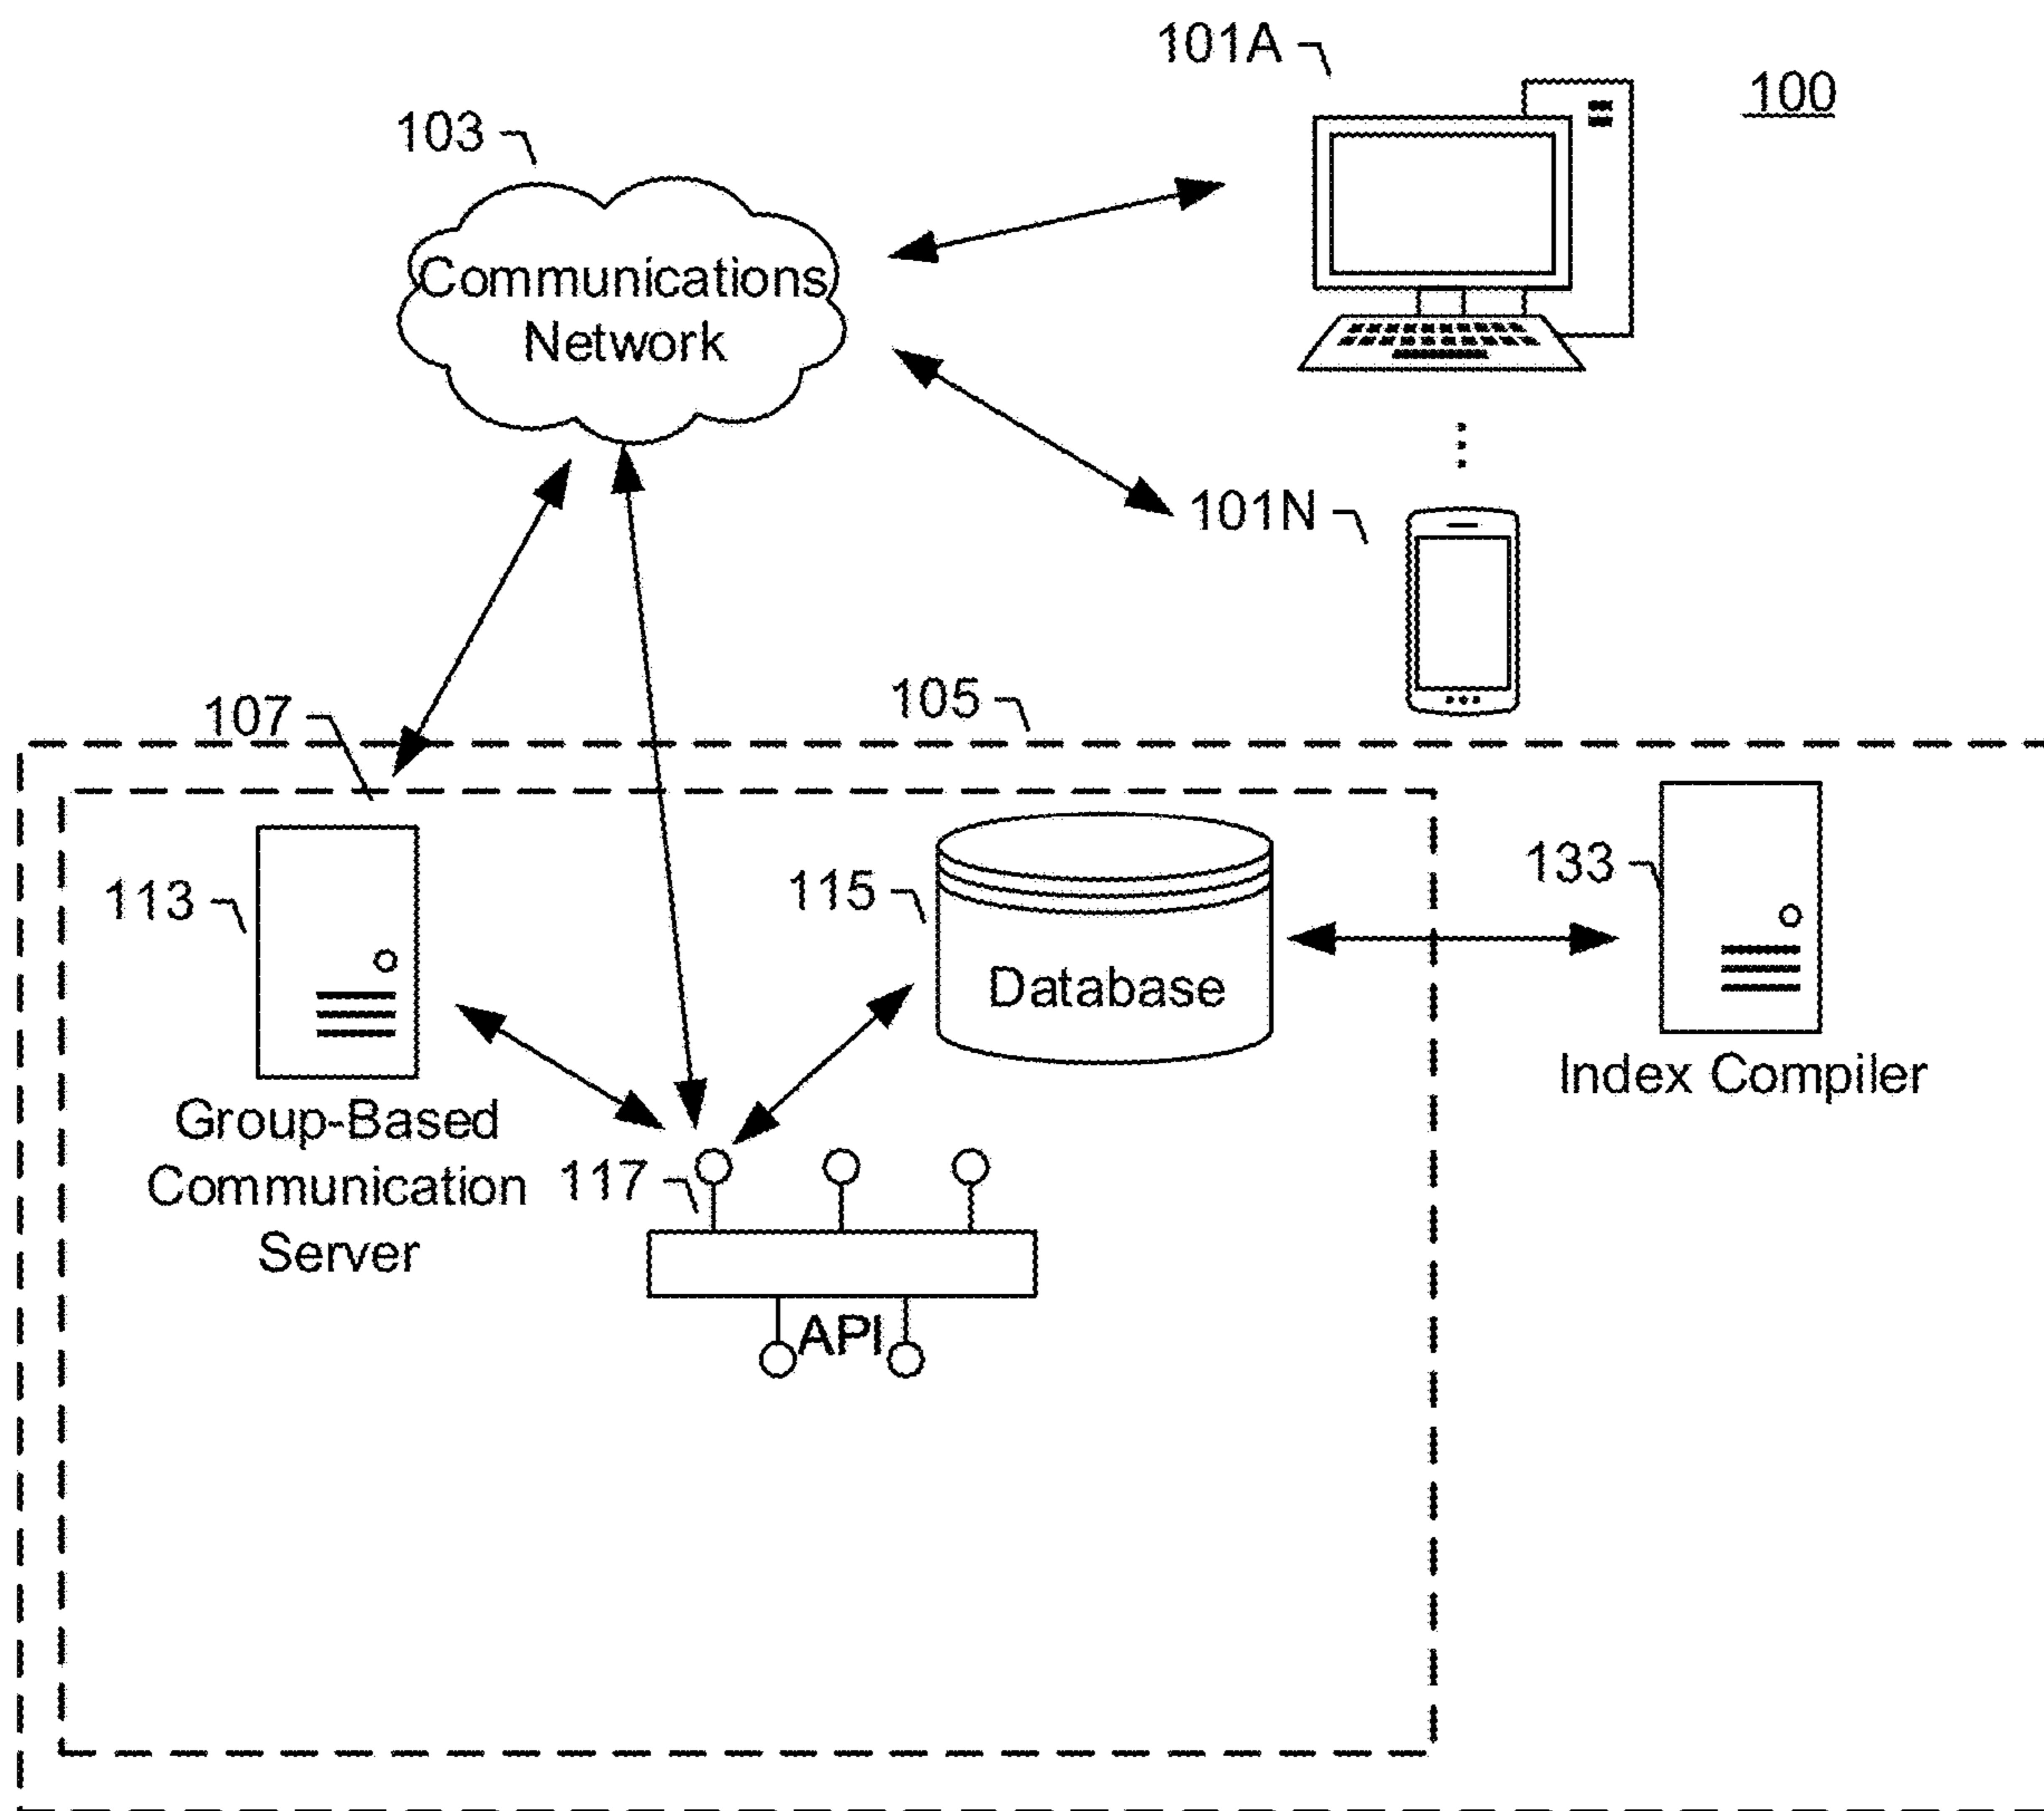 101A
100
103
Communications
Network
101N
105
107
113
115
133
Database
Index Compiler
Group-Based
Communication
Server
117
API